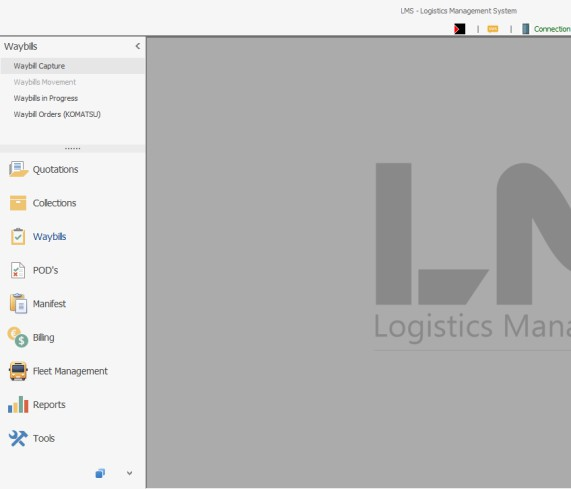 LMS - Logistics Management System
Connection
Waybills
Waybill Capture
Waybills Movement
Waybills in Progress
Waybill Orders (KOMATSU)
Quotations
Collections
Waybills
POD's
Manifest
Billing
Fleet Management
Reports
Tools
LM
Logistics Mana